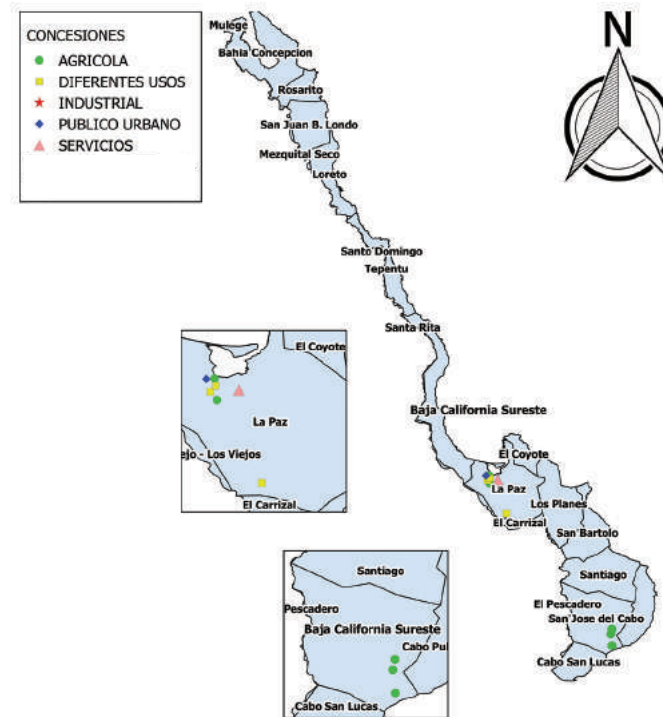 CONCESIONES
AGRICOLA
DIFERENTES USOS
INDUSTRIAL
PUBLICO URBANO
SERVICIOS
N
Mulege
Bahia Concepcion
Rosarito
San Juan B. Londo
Mezquital Seco
Loreto
Santo Domingo
Tepentu
Santa Rita
Baja California Sureste
El Coyote
La Paz
Los Planes
El Carrizal
San Bartolo
Santiago
El Pescadero
San Jose del Cabo
Cabo San Lucas
El Coyote
La Paz
ejo - Los Viejos
El Carrizal
Santiago
Pescadero
Baja California Sureste
Cabo Pul
Cabo San Lucas